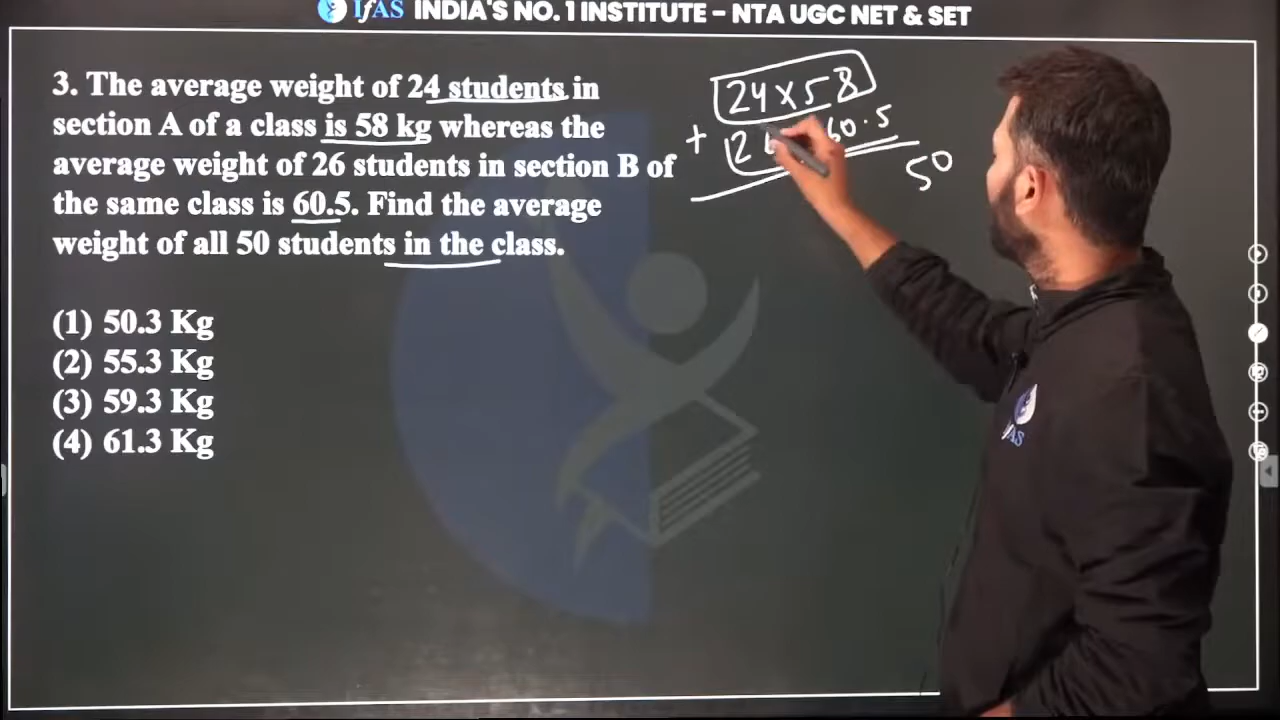 IfAS INDIA'S NO. 1 INSTITUTE - NTA UGC NET & SET
3. The average weight of 24 students in
section A of a class is 58 kg whereas the
average weight of 26 students in section B of
the same class is 60.5. Find the average
weight of all 50 students in the class.
(1) 50.3 Kg
(2) 55.3 Kg
(3) 59.3 Kg
(4) 61.3 Kg
24 x 58
+ 60.5
50
IfAS